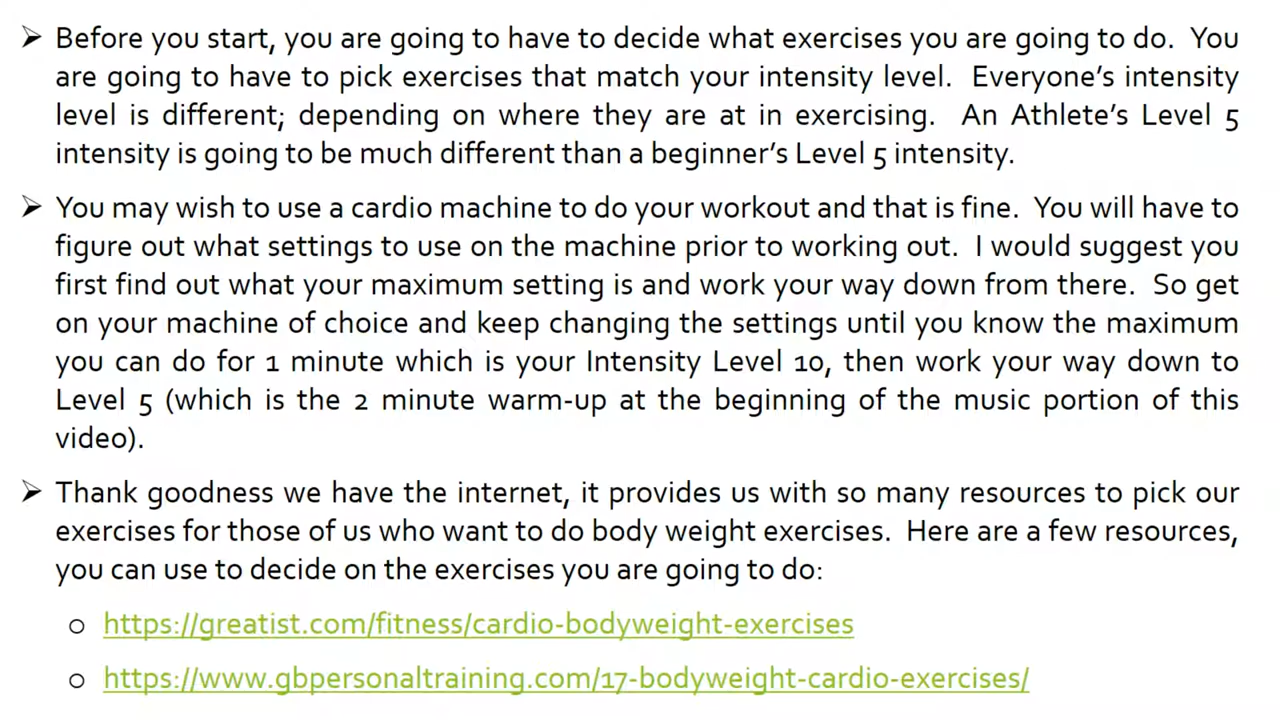 ➢ Before you start, you are going to have to decide what exercises you are going to do. You
are going to have to pick exercises that match your intensity level. Everyone’s intensity
level is different; depending on where they are at in exercising. An Athlete’s Level 5
intensity is going to be much different than a beginner’s Level 5 intensity.
➢ You may wish to use a cardio machine to do your workout and that is fine. You will have to
figure out what settings to use on the machine prior to working out. I would suggest you
first find out what your maximum setting is and work your way down from there. So get
on your machine of choice and keep changing the settings until you know the maximum
you can do for 1 minute which is your Intensity Level 10, then work your way down to
Level 5 (which is the 2 minute warm-up at the beginning of the music portion of this
video).
➢ Thank goodness we have the internet, it provides us with so many resources to pick our
exercises for those of us who want to do body weight exercises. Here are a few resources,
you can use to decide on the exercises you are going to do:
o https://greatist.com/fitness/cardio-bodyweight-exercises
o https://www.gbpersonaltraining.com/17-bodyweight-cardio-exercises/